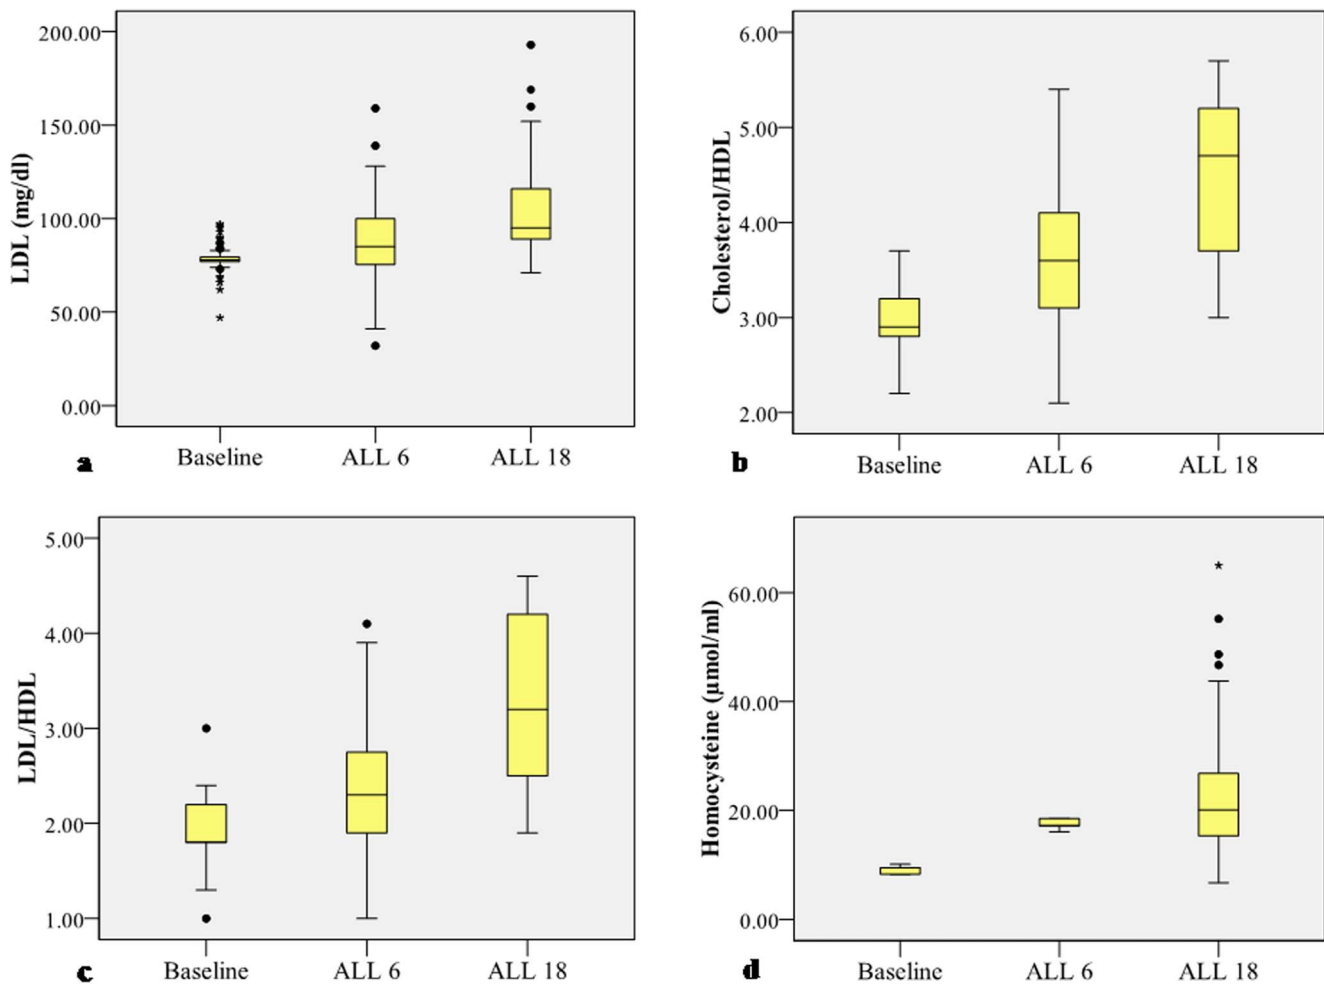 200.00
150.00
100.00
50.00
0.00
LDL (mg/dl)
Baseline ALL 6 ALL 18
a
6.00
5.00
4.00
3.00
2.00
Cholesterol/HDL
Baseline ALL 6 ALL 18
b
5.00
4.00
3.00
2.00
1.00
LDL/HDL
Baseline ALL 6 ALL 18
c
60.00
40.00
20.00
0.00
Homocysteine (µmol/ml)
Baseline ALL 6 ALL 18
d